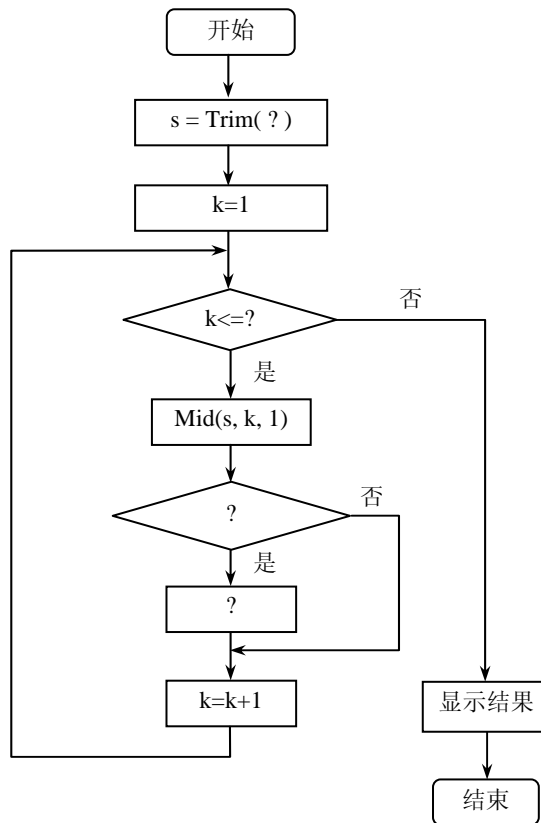 开始
s = Trim( ? )
k=1
k<=?
否
是
Mid(s, k, 1)
?
否
是
?
k=k+1
显示结果
结束